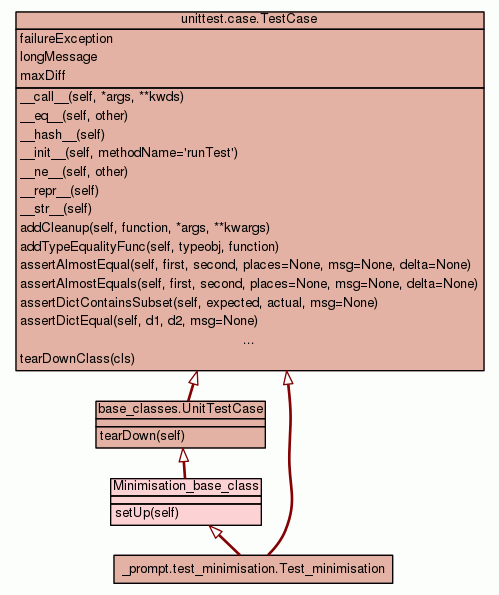 unittest.case.TestCase
failureException
longMessage
maxDiff
__call__(self, *args, **kwds)
__eq__(self, other)
__hash__(self)
__init__(self, methodName='runTest')
__ne__(self, other)
__repr__(self)
__str__(self)
addCleanup(self, function, *args, **kwargs)
addTypeEqualityFunc(self, typeobj, function)
assertAlmostEqual(self, first, second, places=None, msg=None, delta=None)
assertAlmostEquals(self, first, second, places=None, msg=None, delta=None)
assertDictContainsSubset(self, expected, actual, msg=None)
assertDictEqual(self, d1, d2, msg=None)
...
tearDownClass(cls)
base_classes.UnitTestCase
tearDown(self)
Minimisation_base_class
setUp(self)
_prompt.test_minimisation.Test_minimisation